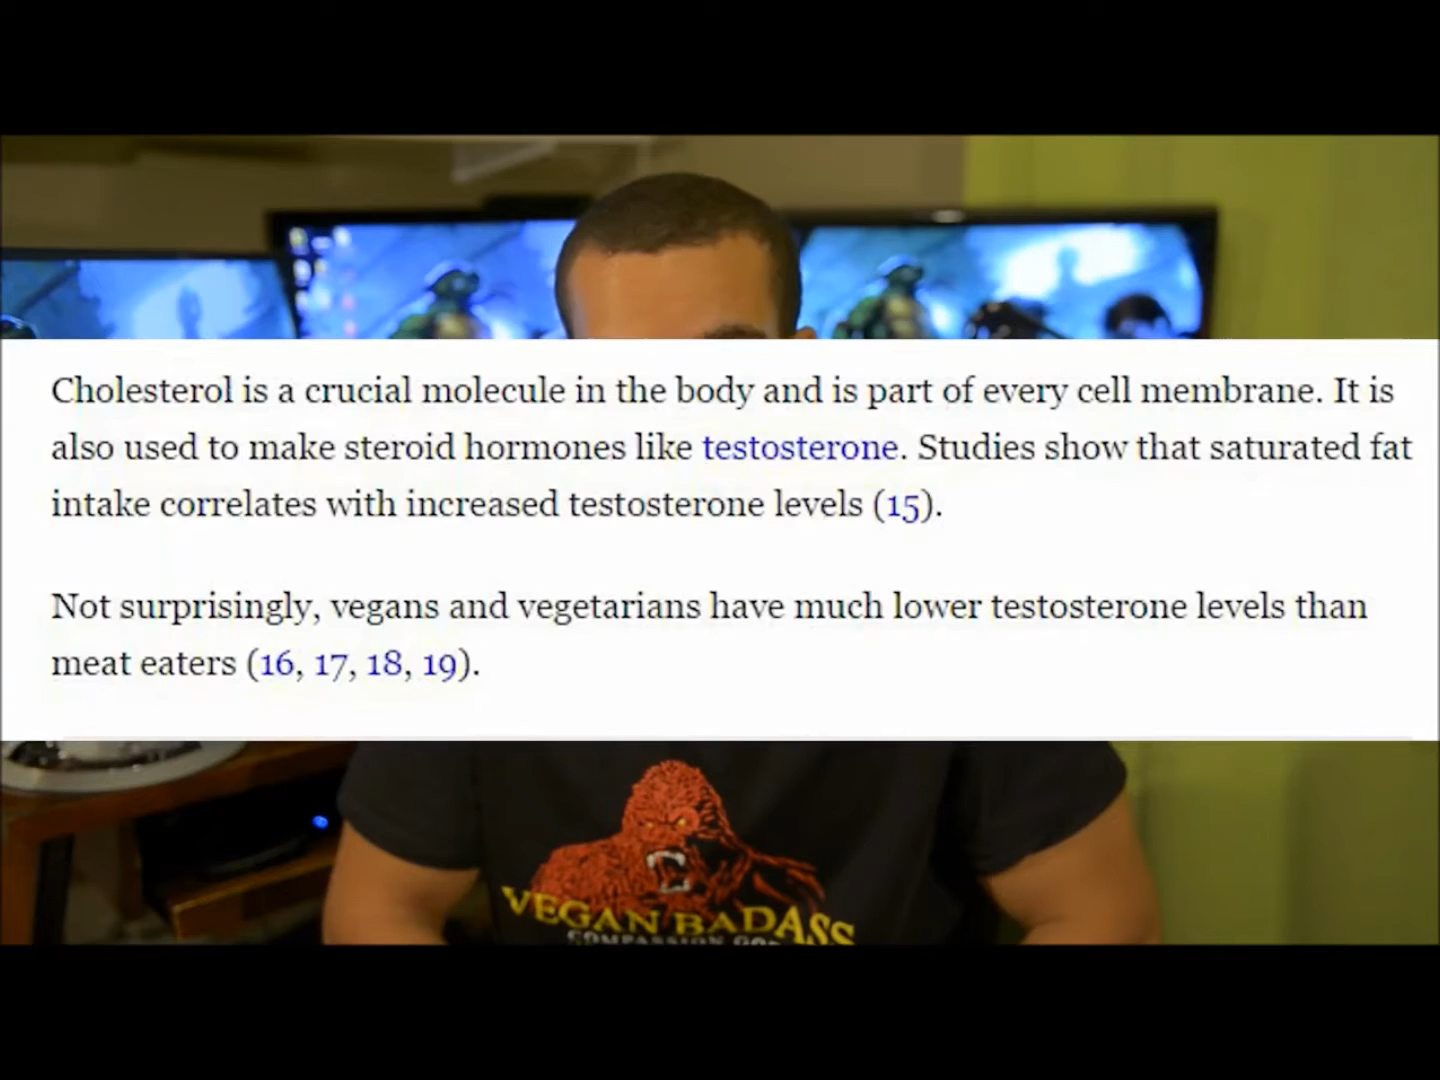 Cholesterol is a crucial molecule in the body and is part of every cell membrane. It is
also used to make steroid hormones like testosterone. Studies show that saturated fat
intake correlates with increased testosterone levels (15).
Not surprisingly, vegans and vegetarians have much lower testosterone levels than
meat eaters (16, 17, 18, 19).
VEGAN BADASS
COMPASSION